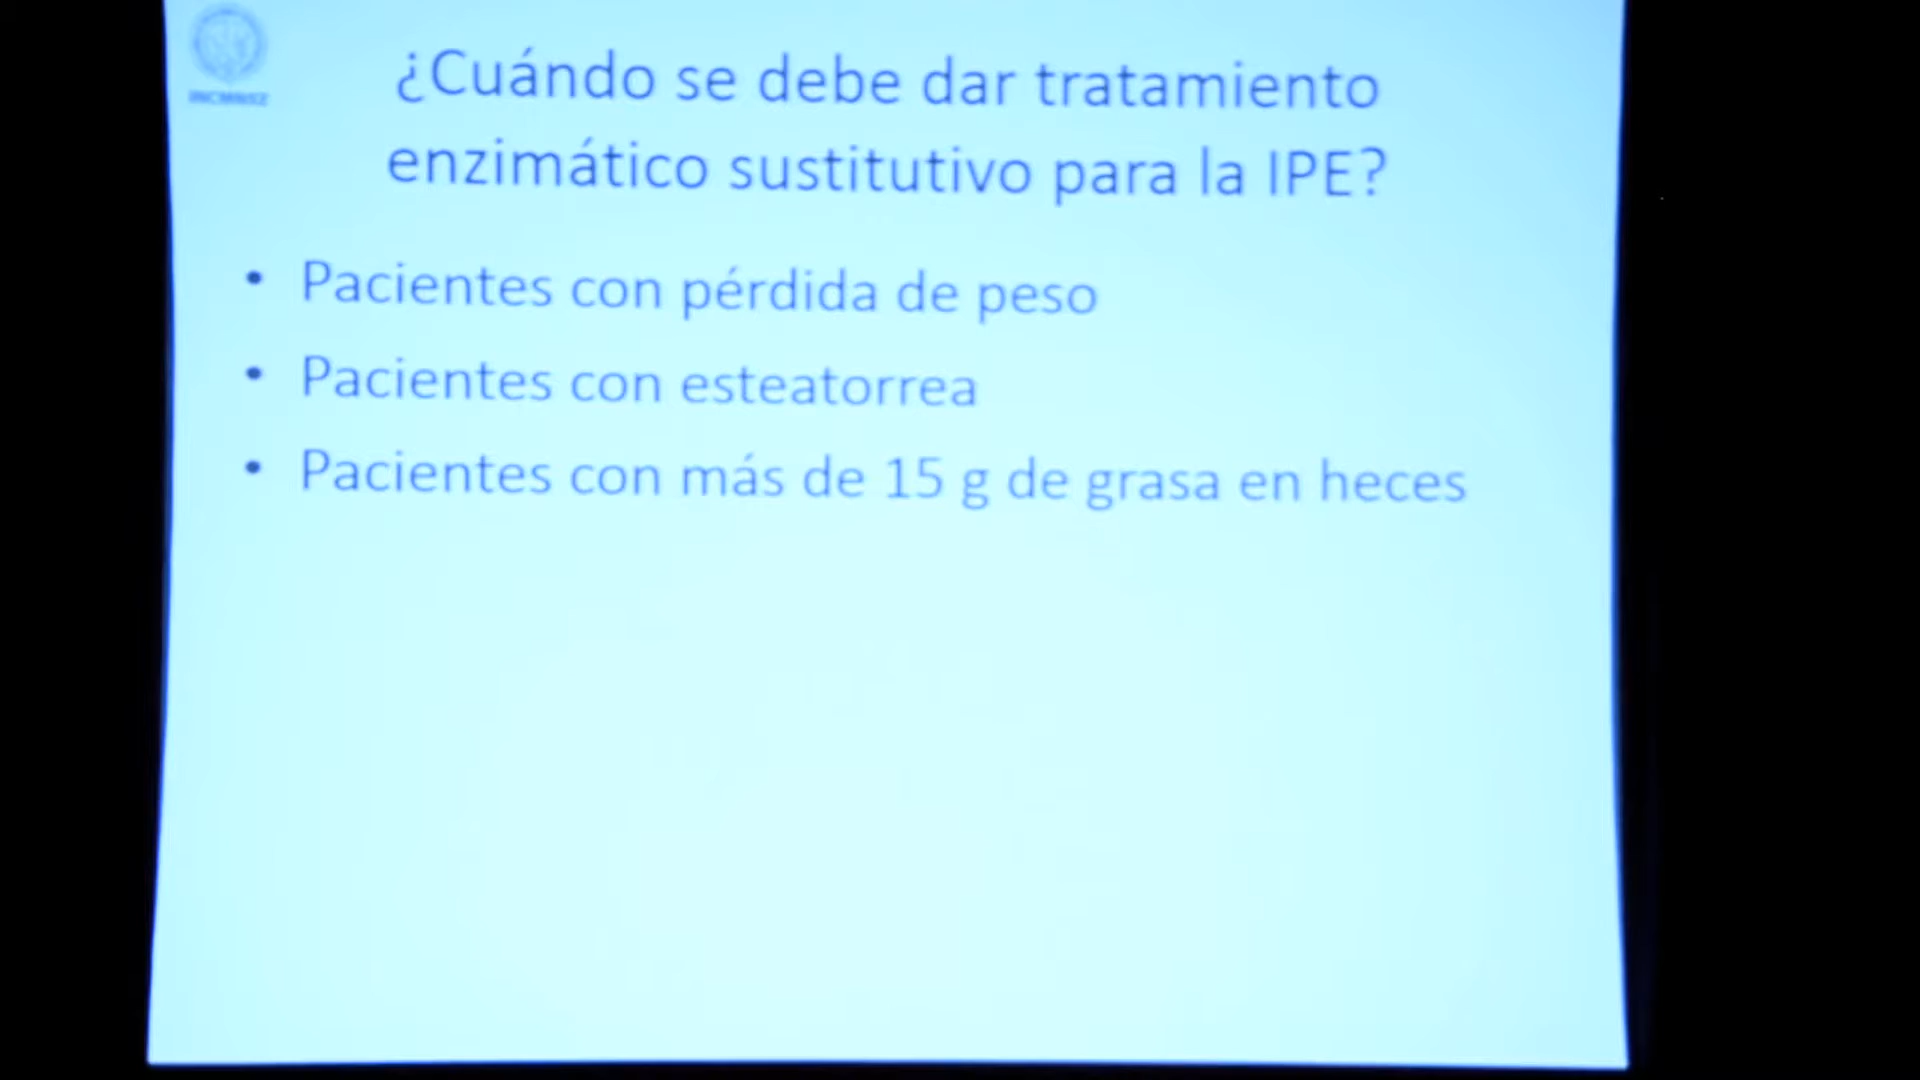 INCMNSZ
¿Cuándo se debe dar tratamiento
enzimático sustitutivo para la IPE?
• Pacientes con pérdida de peso
• Pacientes con esteatorrea
• Pacientes con más de 15 g de grasa en heces